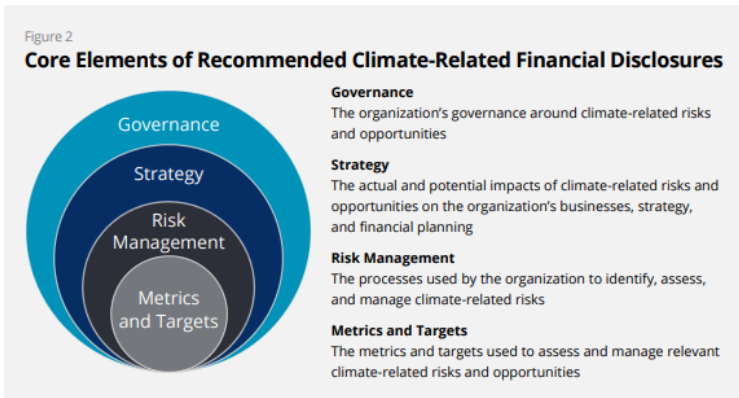 Figure 2
Core Elements of Recommended Climate-Related Financial Disclosures
Governance
Strategy
Risk
Management
Metrics
and Targets
Governance
The organization’s governance around climate-related risks
and opportunities
Strategy
The actual and potential impacts of climate-related risks and
opportunities on the organization’s businesses, strategy,
and financial planning
Risk Management
The processes used by the organization to identify, assess,
and manage climate-related risks
Metrics and Targets
The metrics and targets used to assess and manage relevant
climate-related risks and opportunities